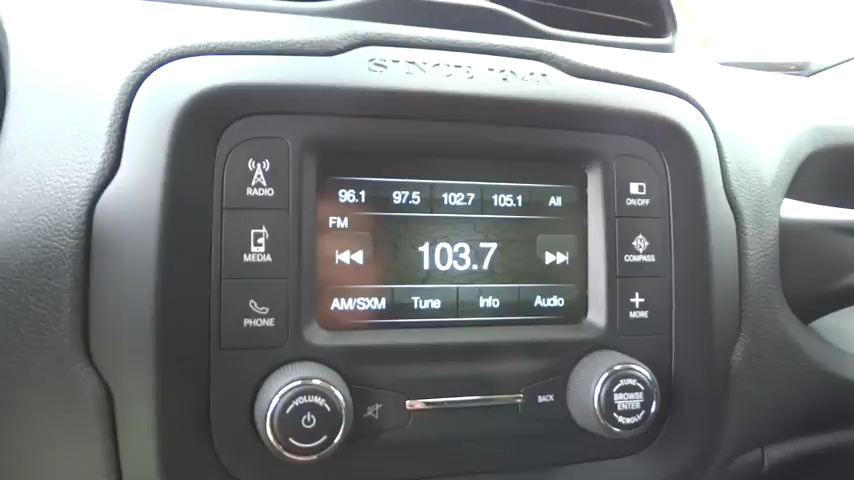 SINCE 1941
RADIO
MEDIA
PHONE
96.1 97.5 102.7 105.1 All
FM
103.7
AM/SXM Tune Info Audio
ON/OFF
N
COMPASS
MORE
VOLUME
BACK
TUNE
BROWSE
ENTER
SCROLL